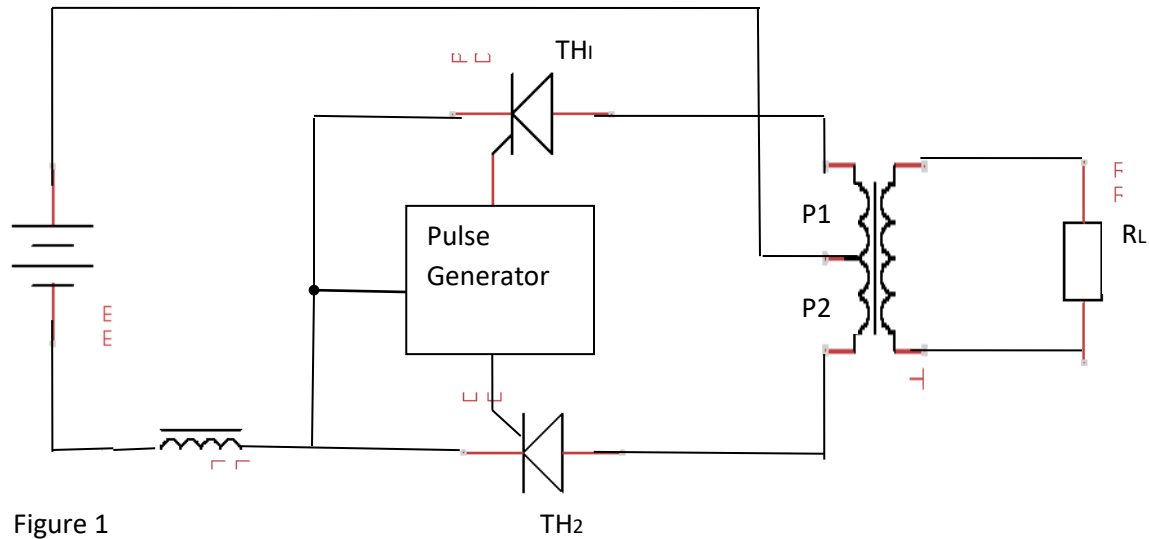 TH1
Pulse
Generator
P1
P2
RL
Figure 1
TH2